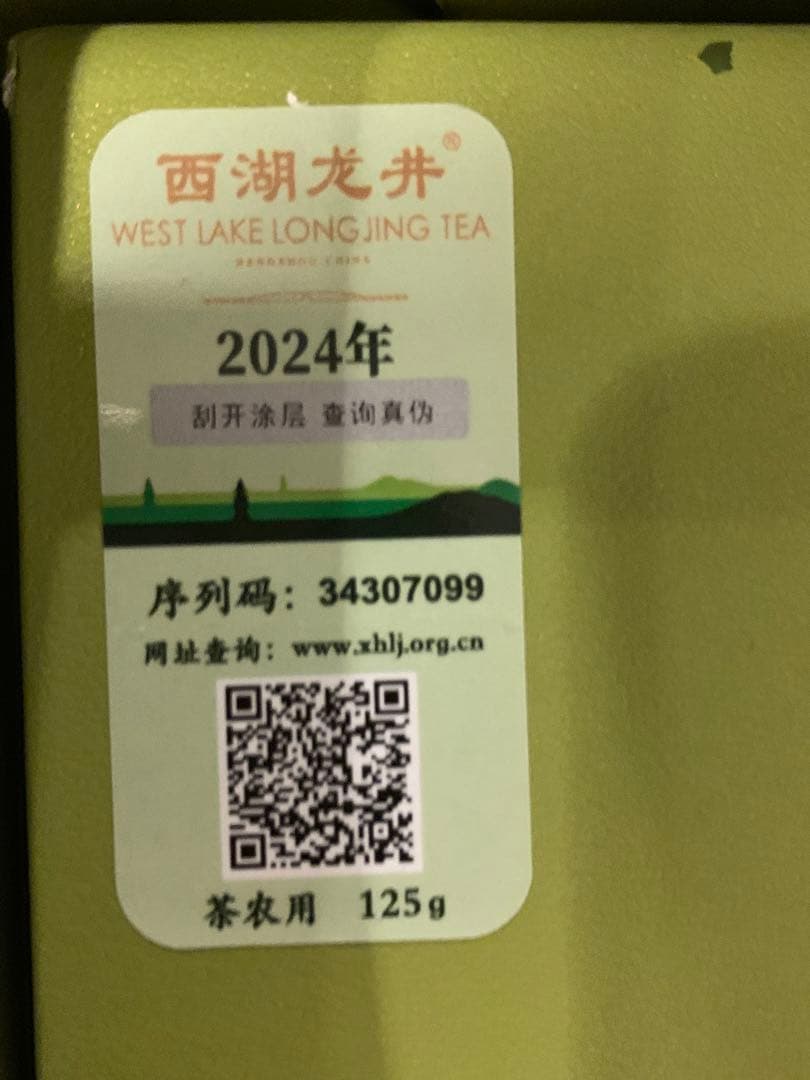 西湖龙井®
WEST LAKE LONGJING TEA
2024年
刮开涂层 查询真伪
序列码：34307099
网址查询：www.xhlj.org.cn
茶农用 125g